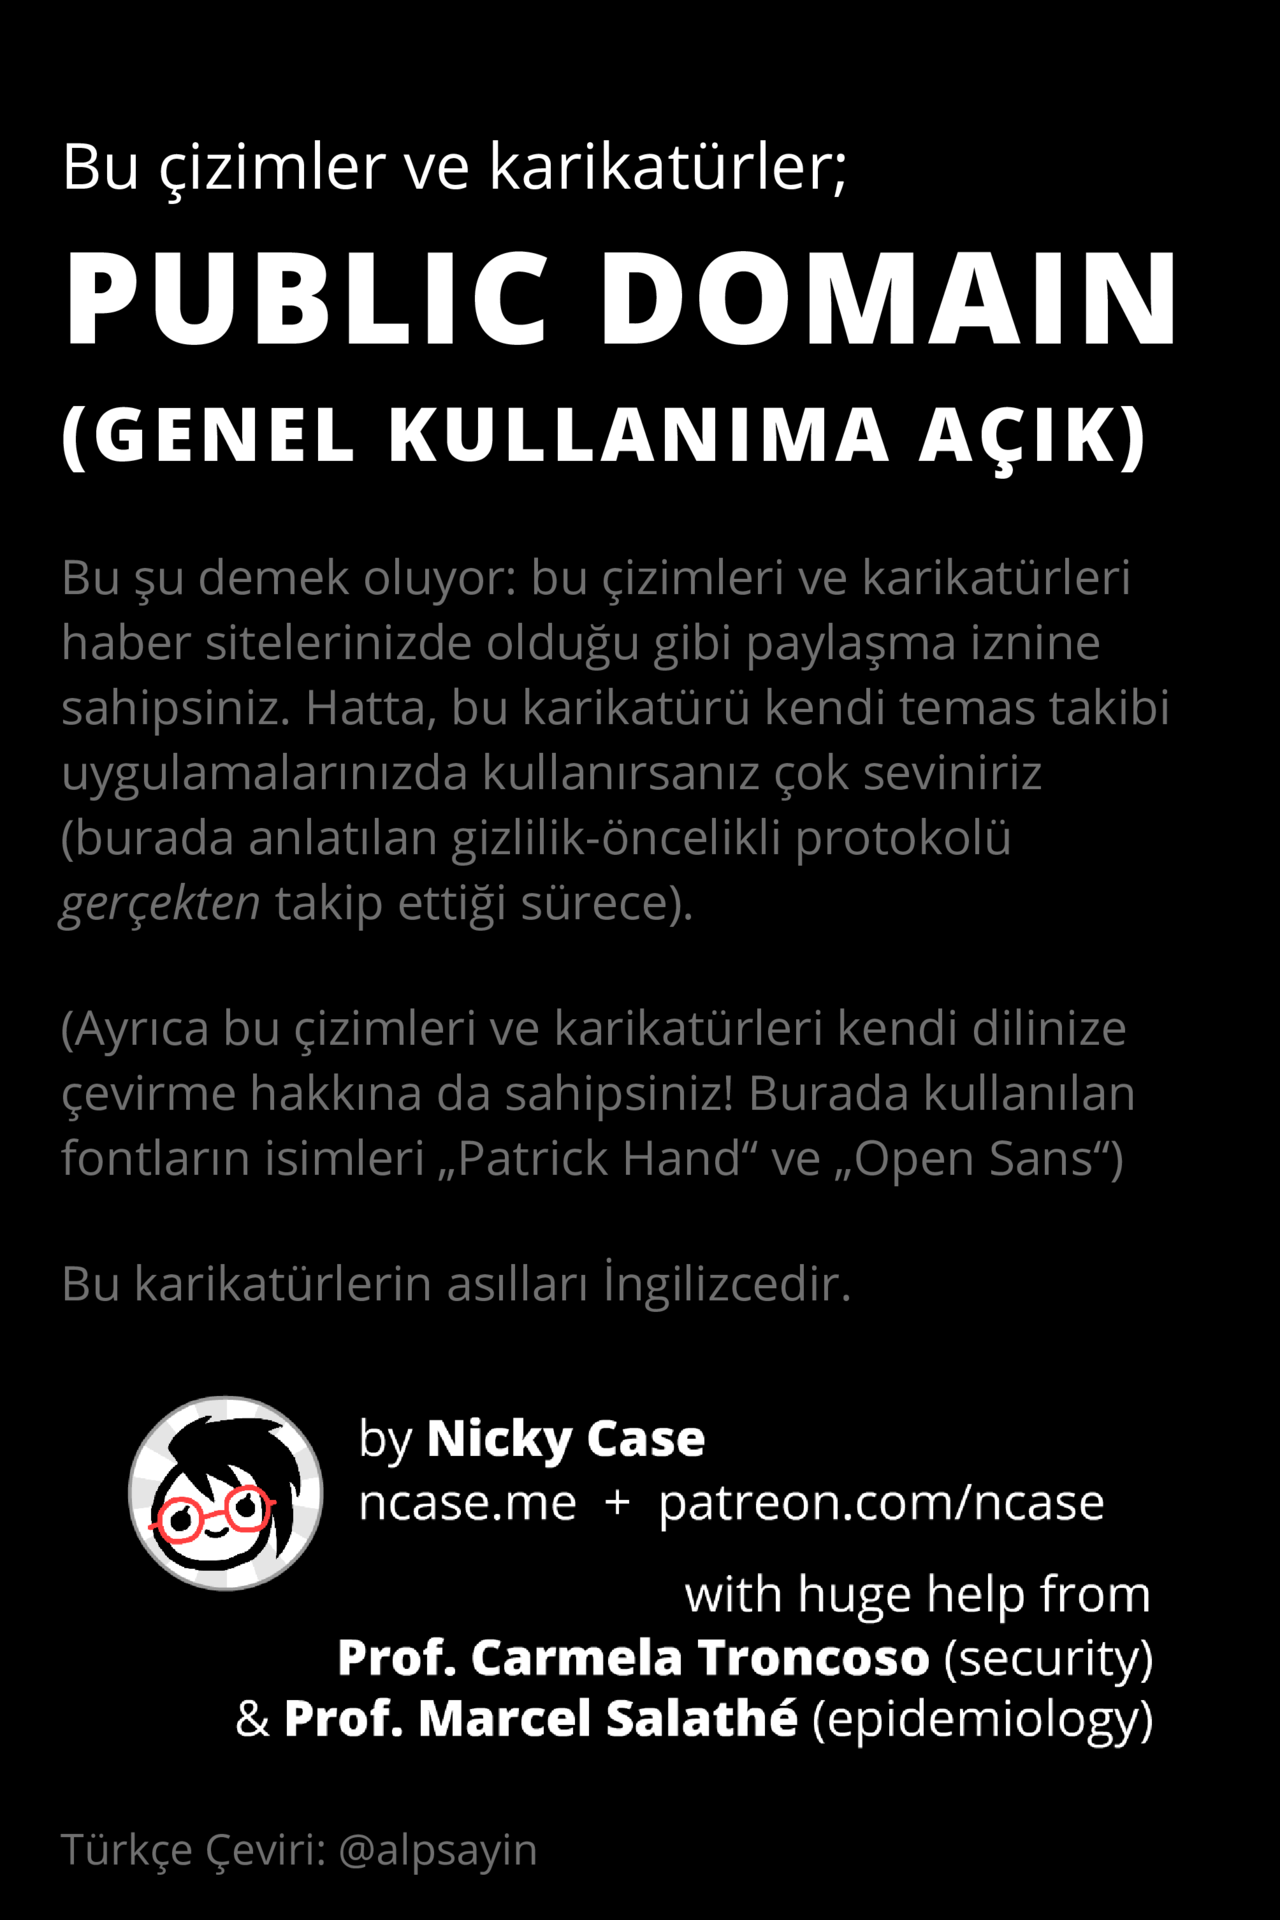 Bu çizimler ve karikatürler;
PUBLIC DOMAIN
(GENEL KULLANIMA AÇIK)
Bu şu demek oluyor: bu çizimleri ve karikatürleri
haber sitelerinizde olduğu gibi paylaşma iznine
sahipsiniz. Hatta, bu karikatürü kendi temas takibi
uygulamalarınızda kullanırsanız çok seviniriz
(burada anlatılan gizlilik-öncelikli protokolü
gerçekten takip ettiği sürece).
(Ayrıca bu çizimleri ve karikatürleri kendi dilinize
çevirme hakkına da sahipsiniz! Burada kullanılan
fontların isimleri „Patrick Hand“ ve „Open Sans“)
Bu karikatürlerin asılları İngilizcedir.
by Nicky Case
ncase.me + patreon.com/ncase
with huge help from
Prof. Carmela Troncoso (security)
& Prof. Marcel Salathé (epidemiology)
Türkçe Çeviri: @alpsayin